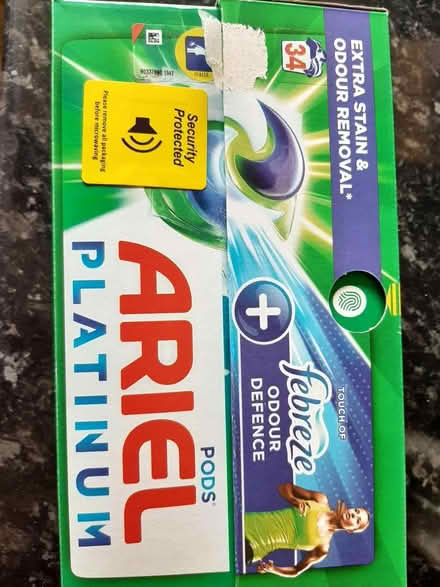 EXTRA STAIN &
ODOUR REMOVAL*
34
Security
Protected
Please remove all packaging
before microwaving
TOUCH OF
febreze
+
ODOUR
DEFENCE
PODS®
ARIEL
PLATINUM